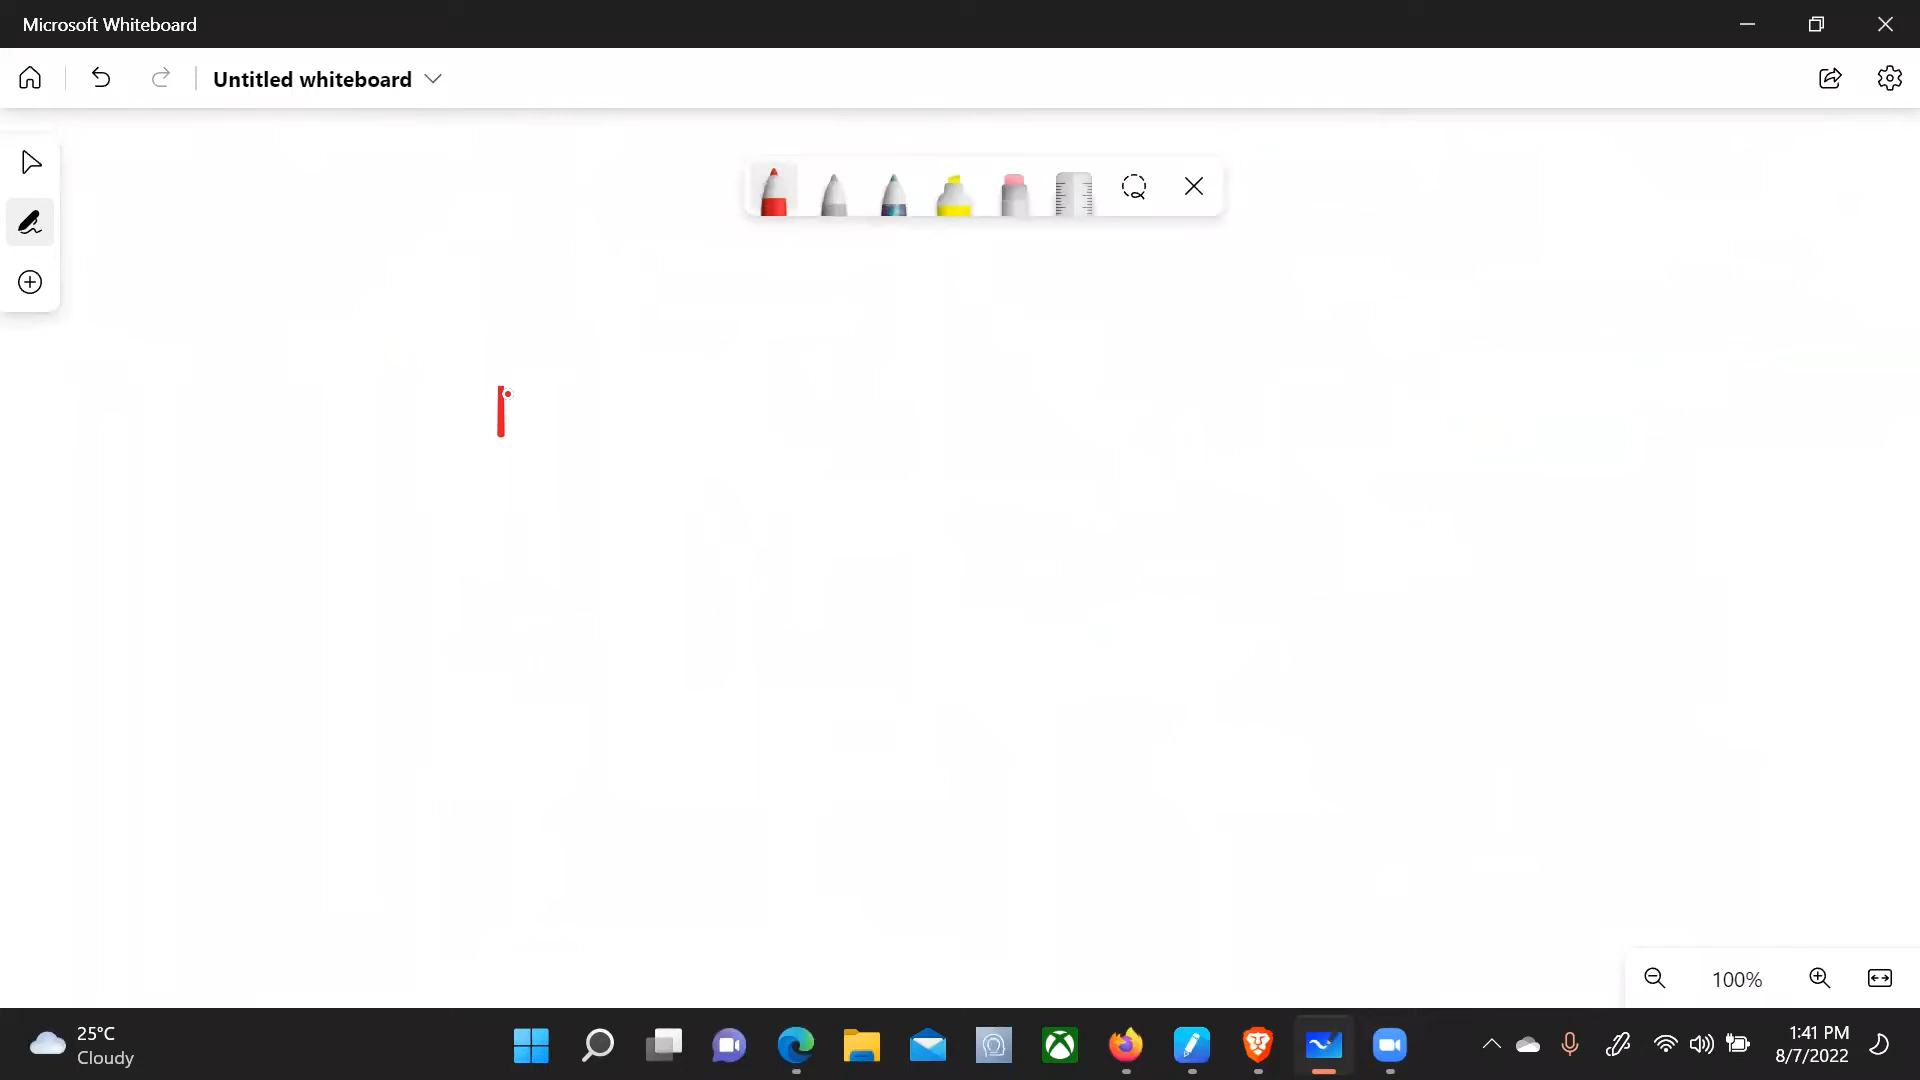 Microsoft Whiteboard
Untitled whiteboard
100%
25°C
Cloudy
1:41 PM
8/7/2022